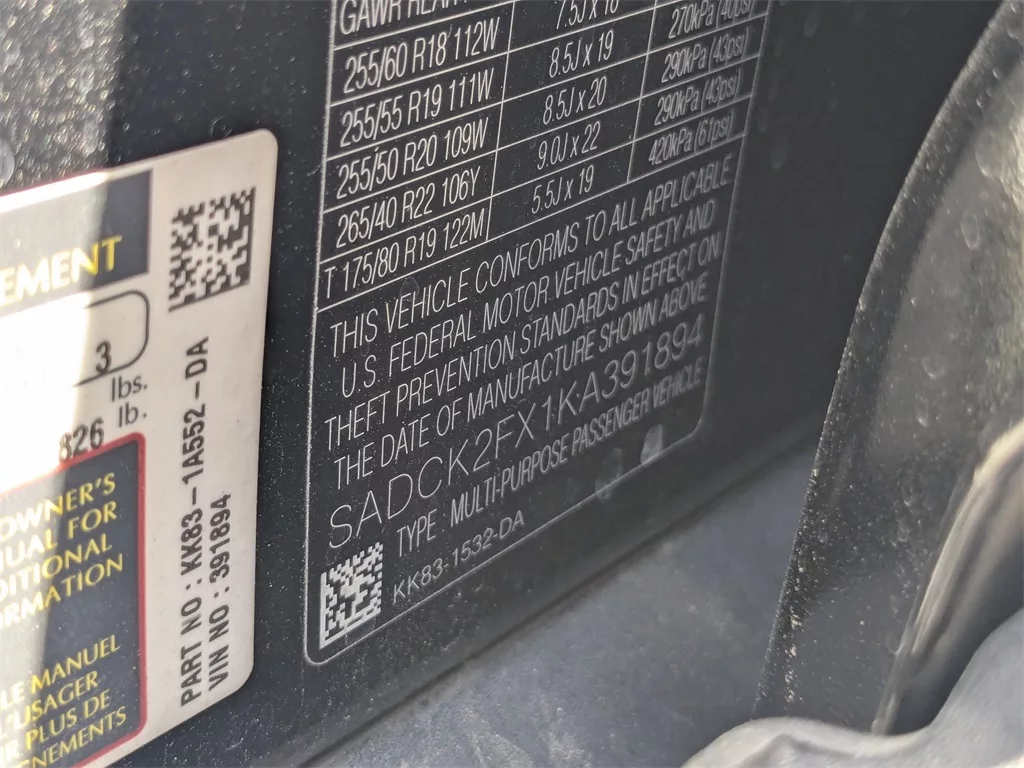 GAWR REAR
255/60 R18 112W 7.5J x 18 270kPa (40psi)
255/55 R19 111W 8.5J x 19 290kPa (43psi)
255/50 R20 109W 8.5J x 20 290kPa (43psi)
265/40 R22 106Y 9.0J x 22 420kPa (61psi)
T 175/80 R19 122M 5.5J x 19
THIS VEHICLE CONFORMS TO ALL APPLICABLE
U.S. FEDERAL MOTOR VEHICLE SAFETY AND
THEFT PREVENTION STANDARDS IN EFFECT ON
THE DATE OF MANUFACTURE SHOWN ABOVE
SADCK2FX1KA391894
TYPE MULTI-PURPOSE PASSENGER VEHICLE
KK83-1532-DA
EMENT
3
lbs.
lb.
826
OWNER'S
UAL FOR
DITIONAL
ORMATION
LE MANUEL
L'USAGER
R PLUS DE
GNEMENTS
PART NO : KK83-1A552-DA
VIN NO : 391894